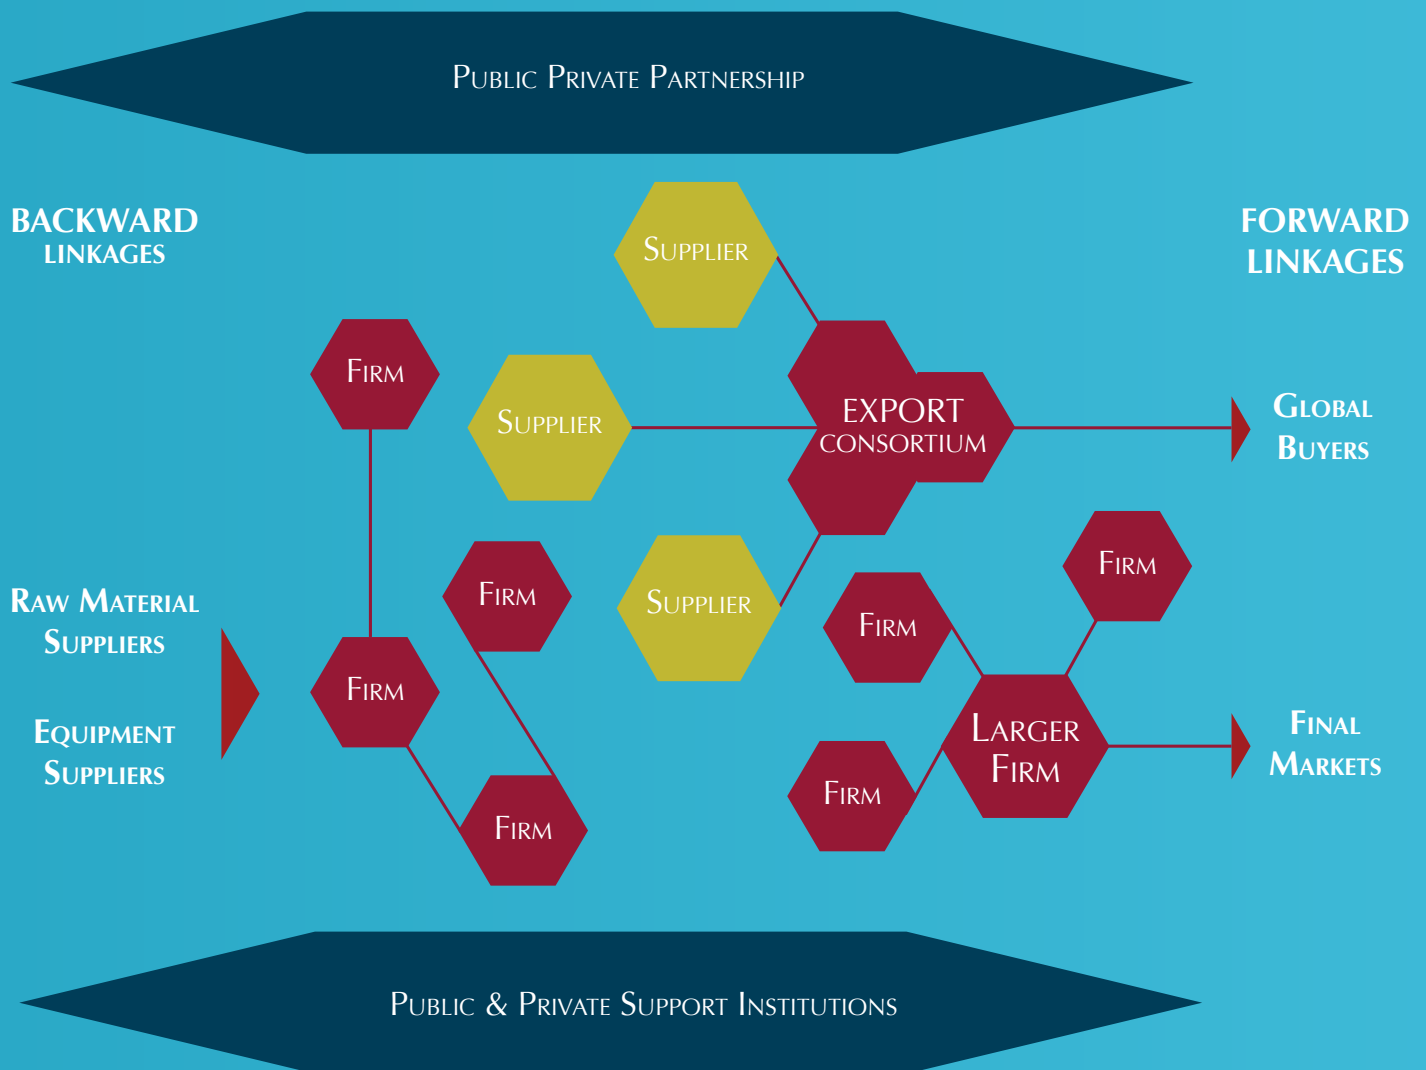 Public Private Partnership
BACKWARD
LINKAGES
FORWARD
LINKAGES
Supplier
Firm
Supplier
EXPORT
CONSORTIUM
Global
Buyers
Firm
Supplier
Firm
Firm
Raw Material
Suppliers
Firm
Equipment
Suppliers
Larger
Firm
Final
Markets
Firm
Firm
Public & Private Support Institutions